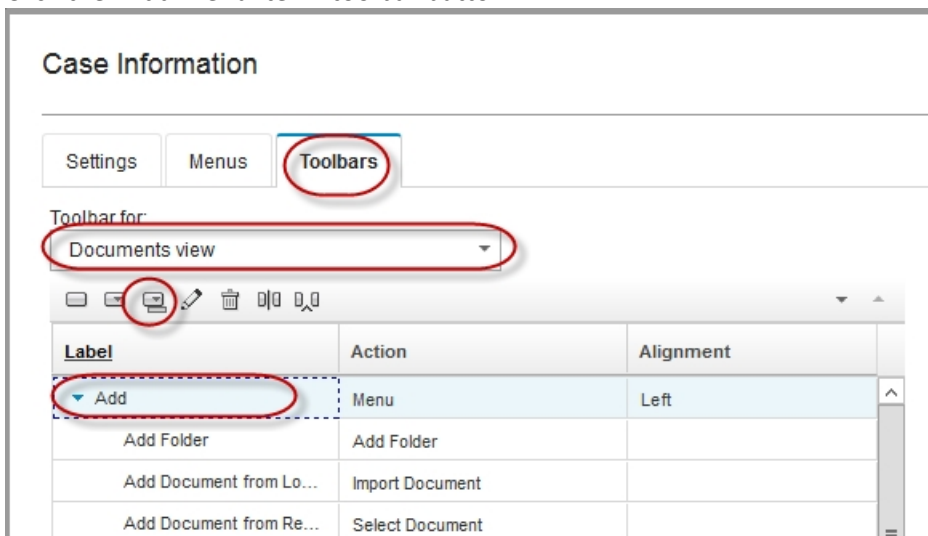 Case Information
Settings Menus Toolbars
Toolbar for:
Documents view
Label Action Alignment
Add Menu Left
Add Folder Add Folder
Add Document from Lo... Import Document
Add Document from Re... Select Document